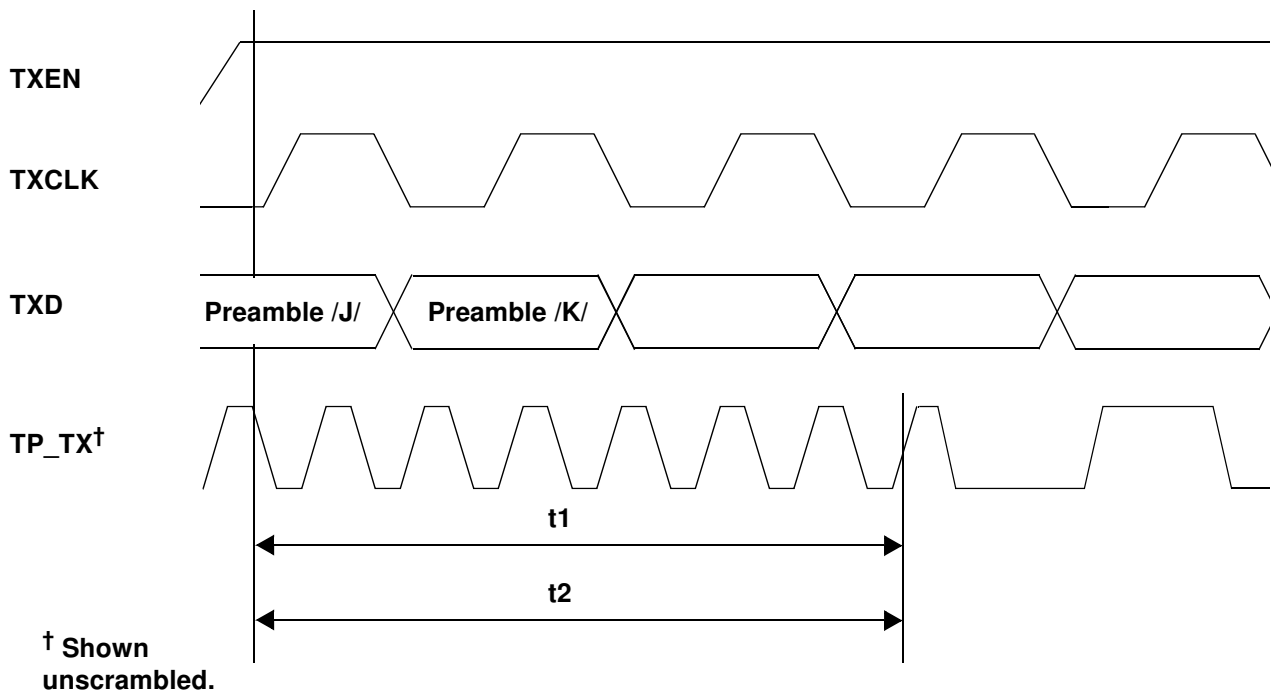 TXEN
TXCLK
TXD
Preamble /J/
Preamble /K/
TP_TX†
t1
t2
† Shown
unscrambled.